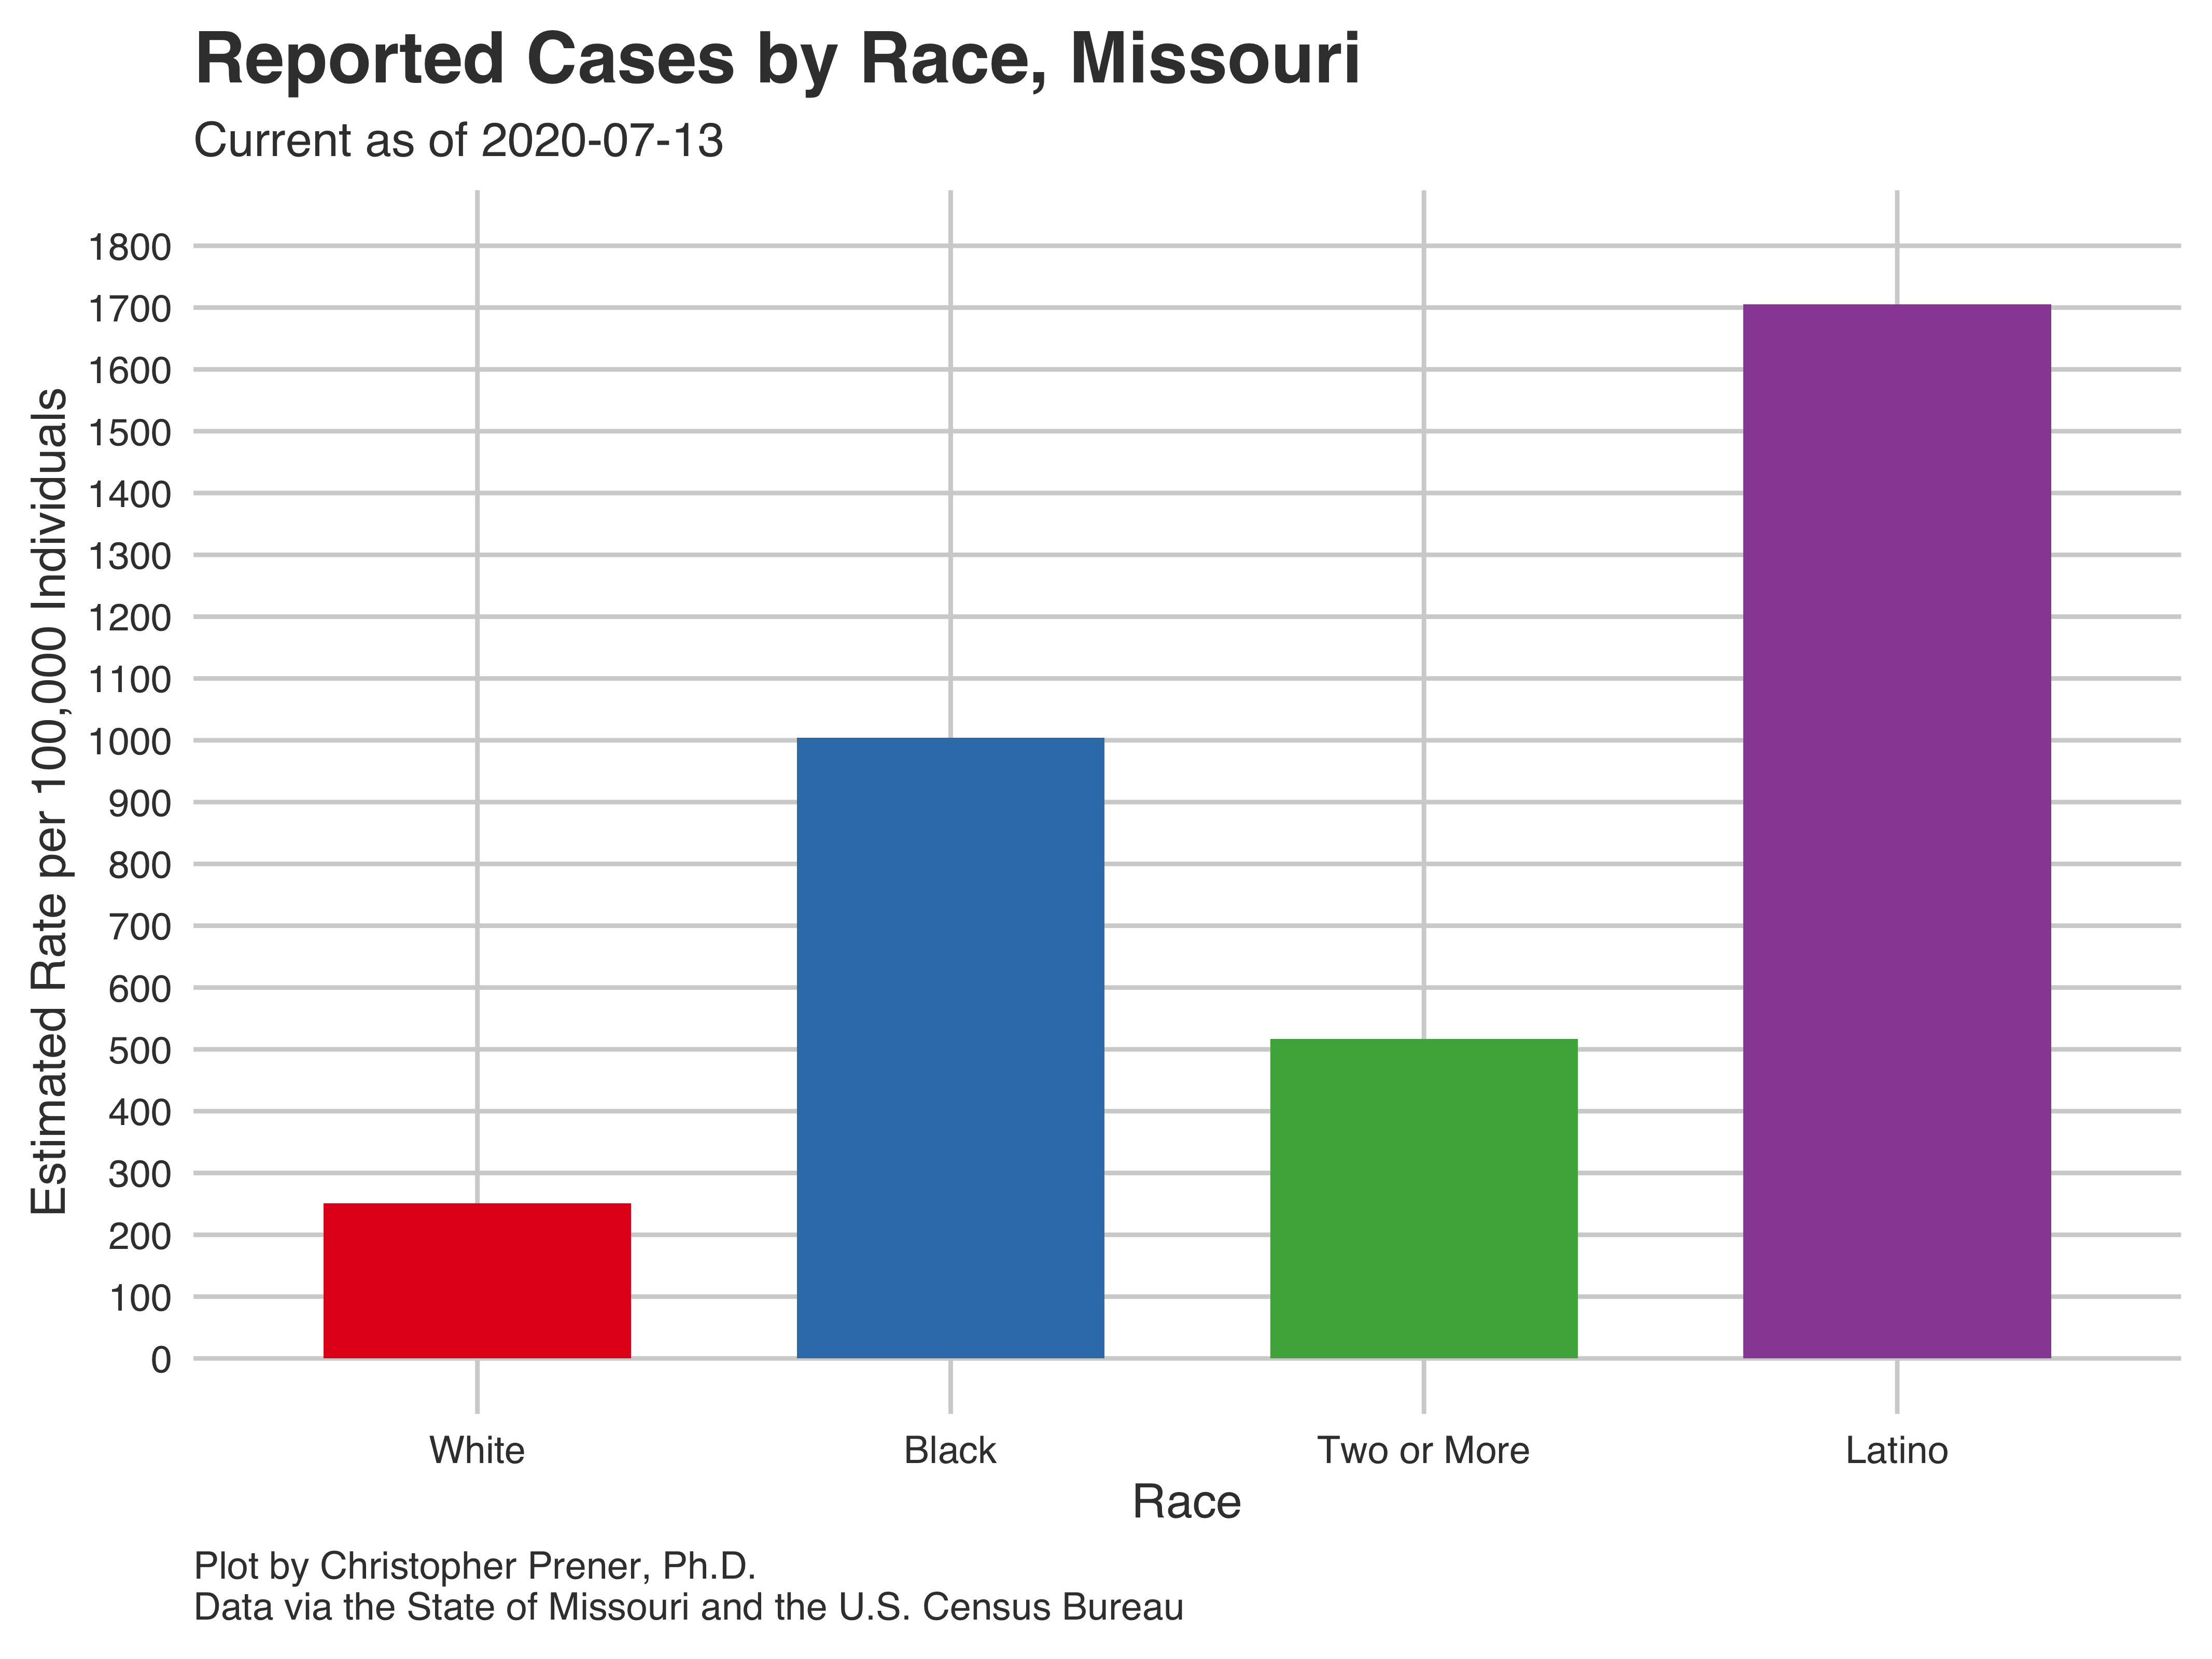 Reported Cases by Race, Missouri
Current as of 2020-07-13
Estimated Rate per 100,000 Individuals
1800
1700
1600
1500
1400
1300
1200
1100
1000
900
800
700
600
500
400
300
200
100
0
White Black Two or More Latino
Race
Plot by Christopher Prener, Ph.D.
Data via the State of Missouri and the U.S. Census Bureau